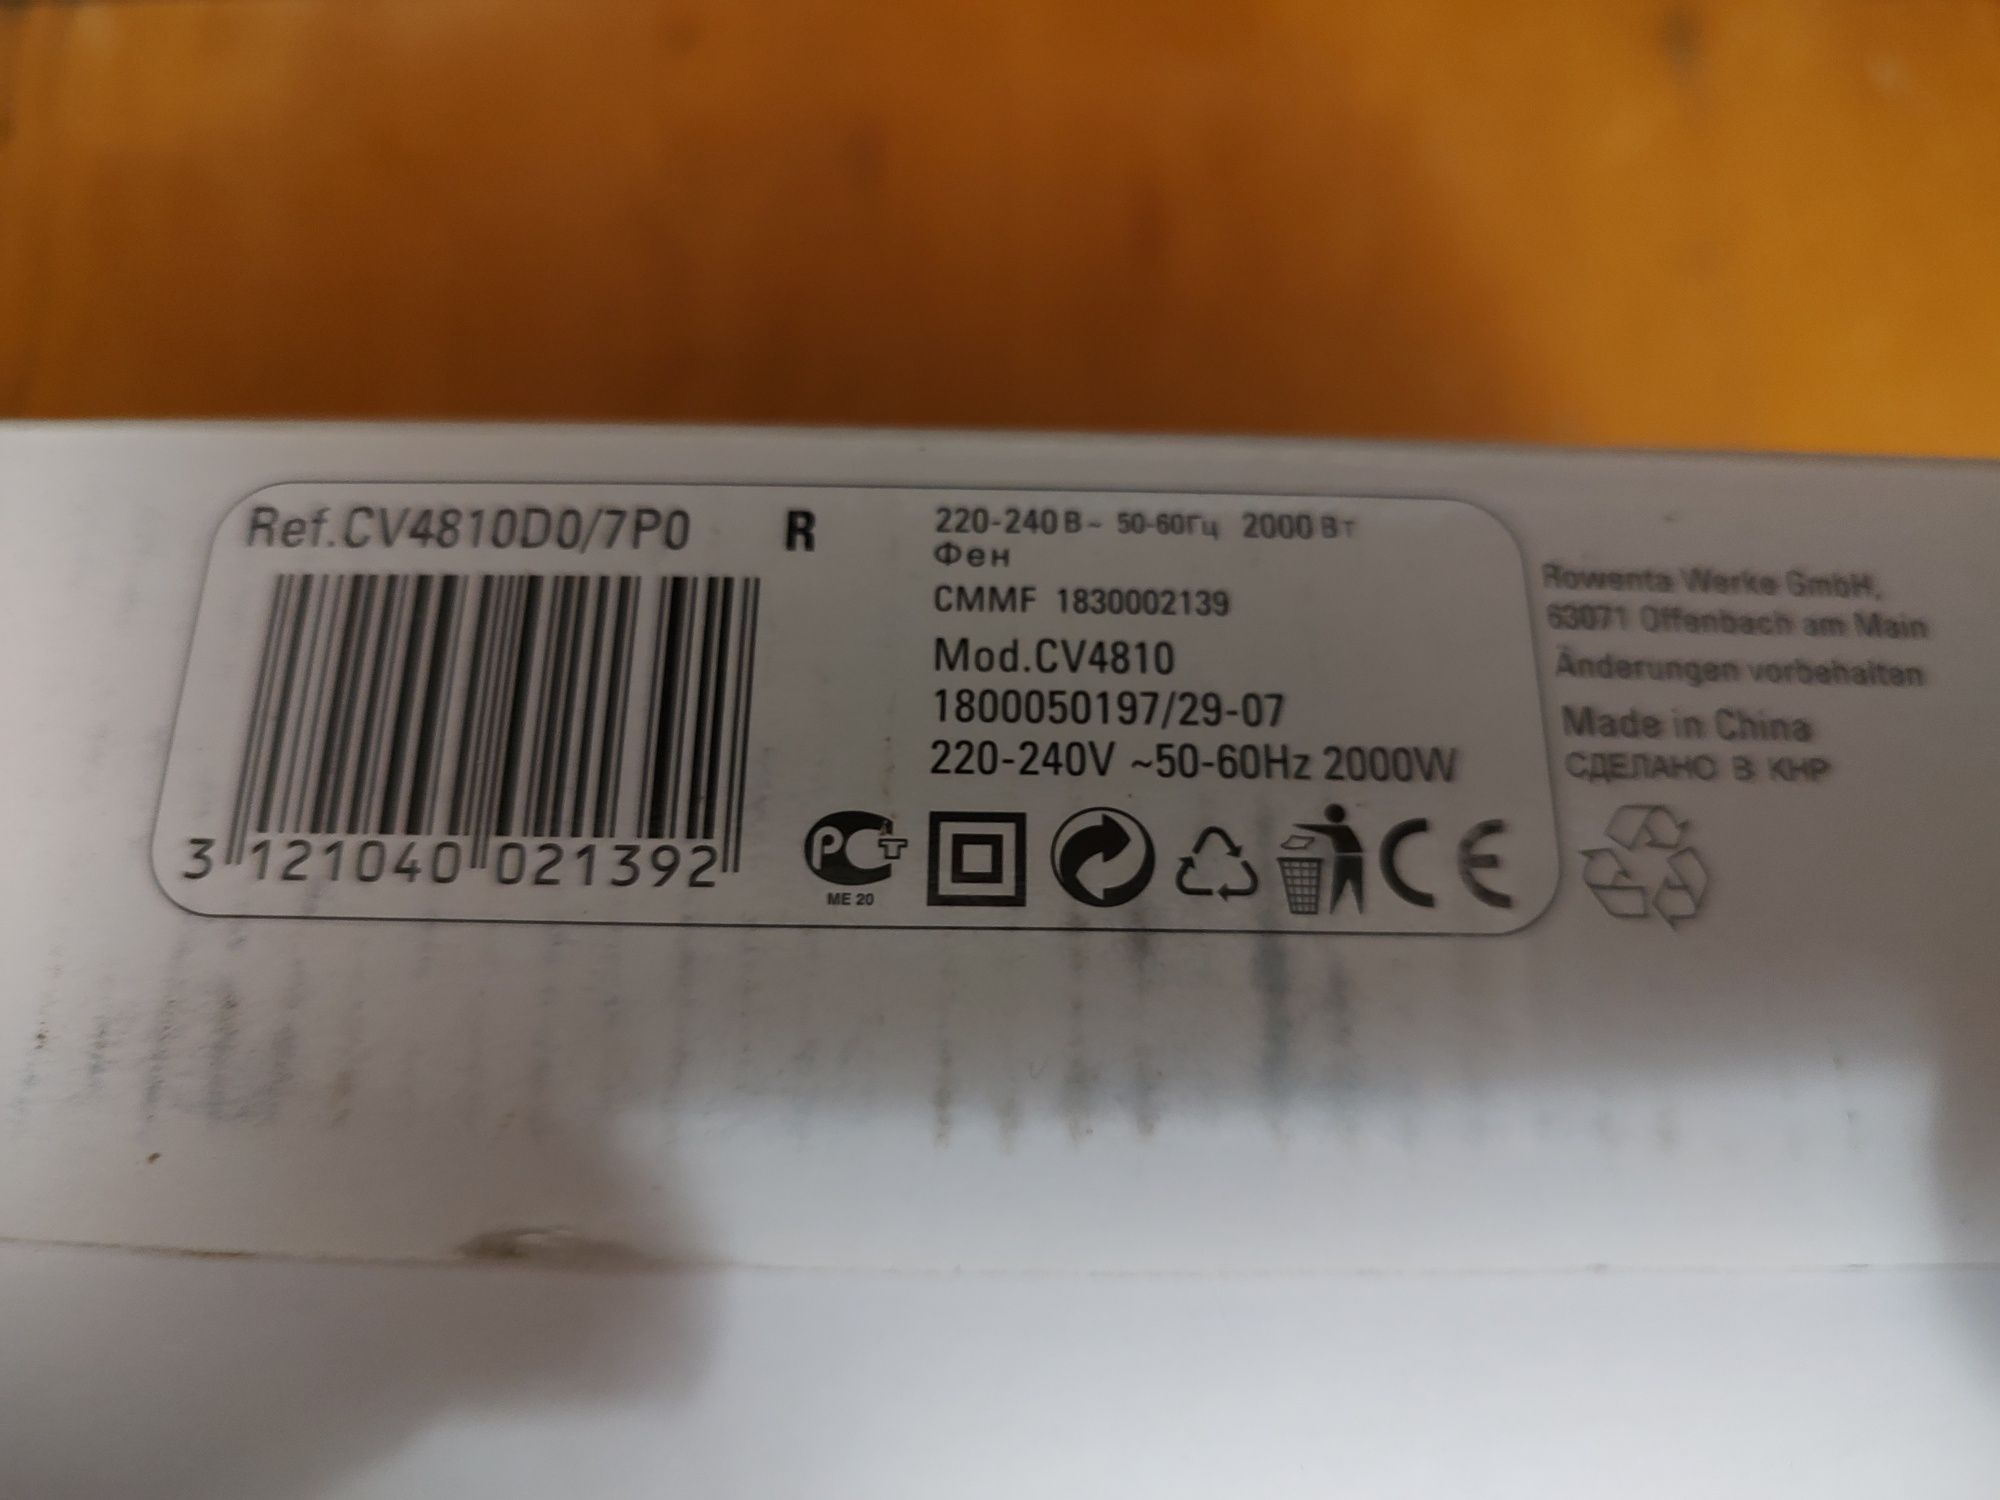 Ref.CV4810D0/7P0 R
3 121040 021392
220-240 В~ 50-60Гц 2000 Вт
Фен
CMMF 1830002139
Mod.CV4810
1800050197/29-07
220-240V ~50-60Hz 2000W
РСТ
ME 20
CE
Rowenta Werke GmbH,
63071 Offenbach am Main
Änderungen vorbehalten
Made in China
СДЕЛАНО В КНР